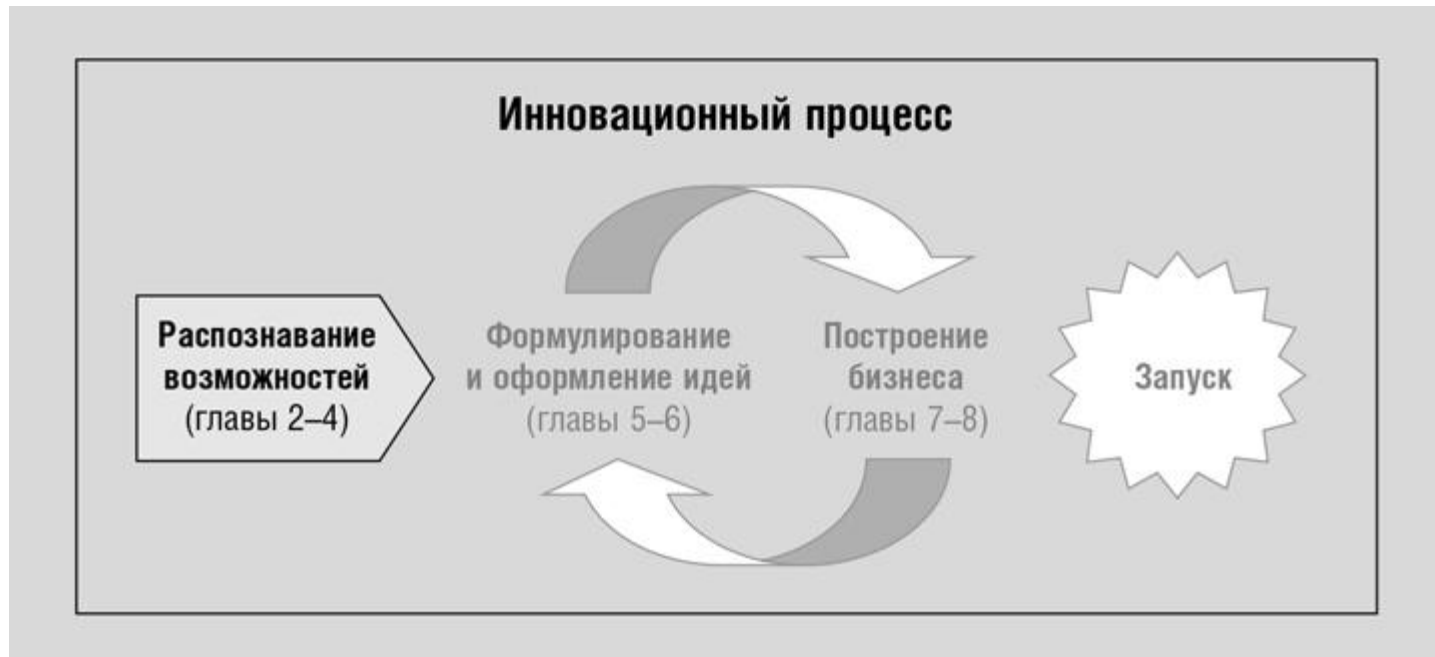 Инновационный процесс
Распознавание
возможностей
(главы 2–4)
Формулирование
и оформление идей
(главы 5–6)
Построение
бизнеса
(главы 7–8)
Запуск